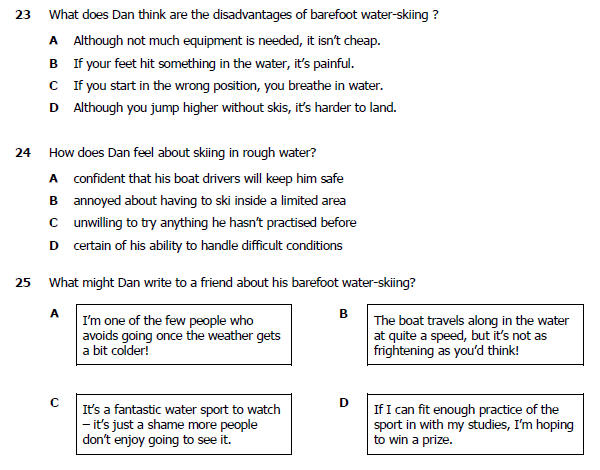 23 What does Dan think are the disadvantages of barefoot water-skiing ?
A Although not much equipment is needed, it isn't cheap.
B If your feet hit something in the water, it's painful.
C If you start in the wrong position, you breathe in water.
D Although you jump higher without skis, it's harder to land.
24 How does Dan feel about skiing in rough water?
A confident that his boat drivers will keep him safe
B annoyed about having to ski inside a limited area
C unwilling to try anything he hasn't practised before
D certain of his ability to handle difficult conditions
25 What might Dan write to a friend about his barefoot water-skiing?
A
I'm one of the few people who
avoids going once the weather gets
a bit colder!
B
The boat travels along in the water
at quite a speed, but it's not as
frightening as you'd think!
C
It's a fantastic water sport to watch
– it's just a shame more people
don't enjoy going to see it.
D
If I can fit enough practice of the
sport in with my studies, I'm hoping
to win a prize.